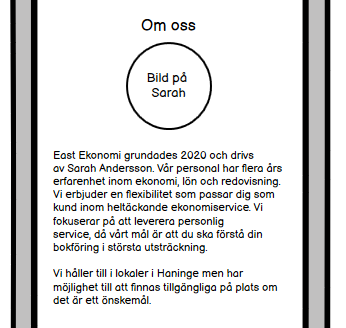 Om oss
Bild på
Sarah
East Ekonomi grundades 2020 och drivs
av Sarah Andersson. Vår personal har flera års
erfarenhet inom ekonomi, lön och redovisning.
Vi erbjuder en flexibilitet som passar dig som
kund inom heltäckande ekonomiservice. Vi
fokuserar på att leverera personlig
service, då vårt mål är att du ska förstå din
bokföring i största utsträckning.
Vi håller till i lokaler i Haninge men har
möjlighet till att finnas tillgängliga på plats om
det är ett önskemål.